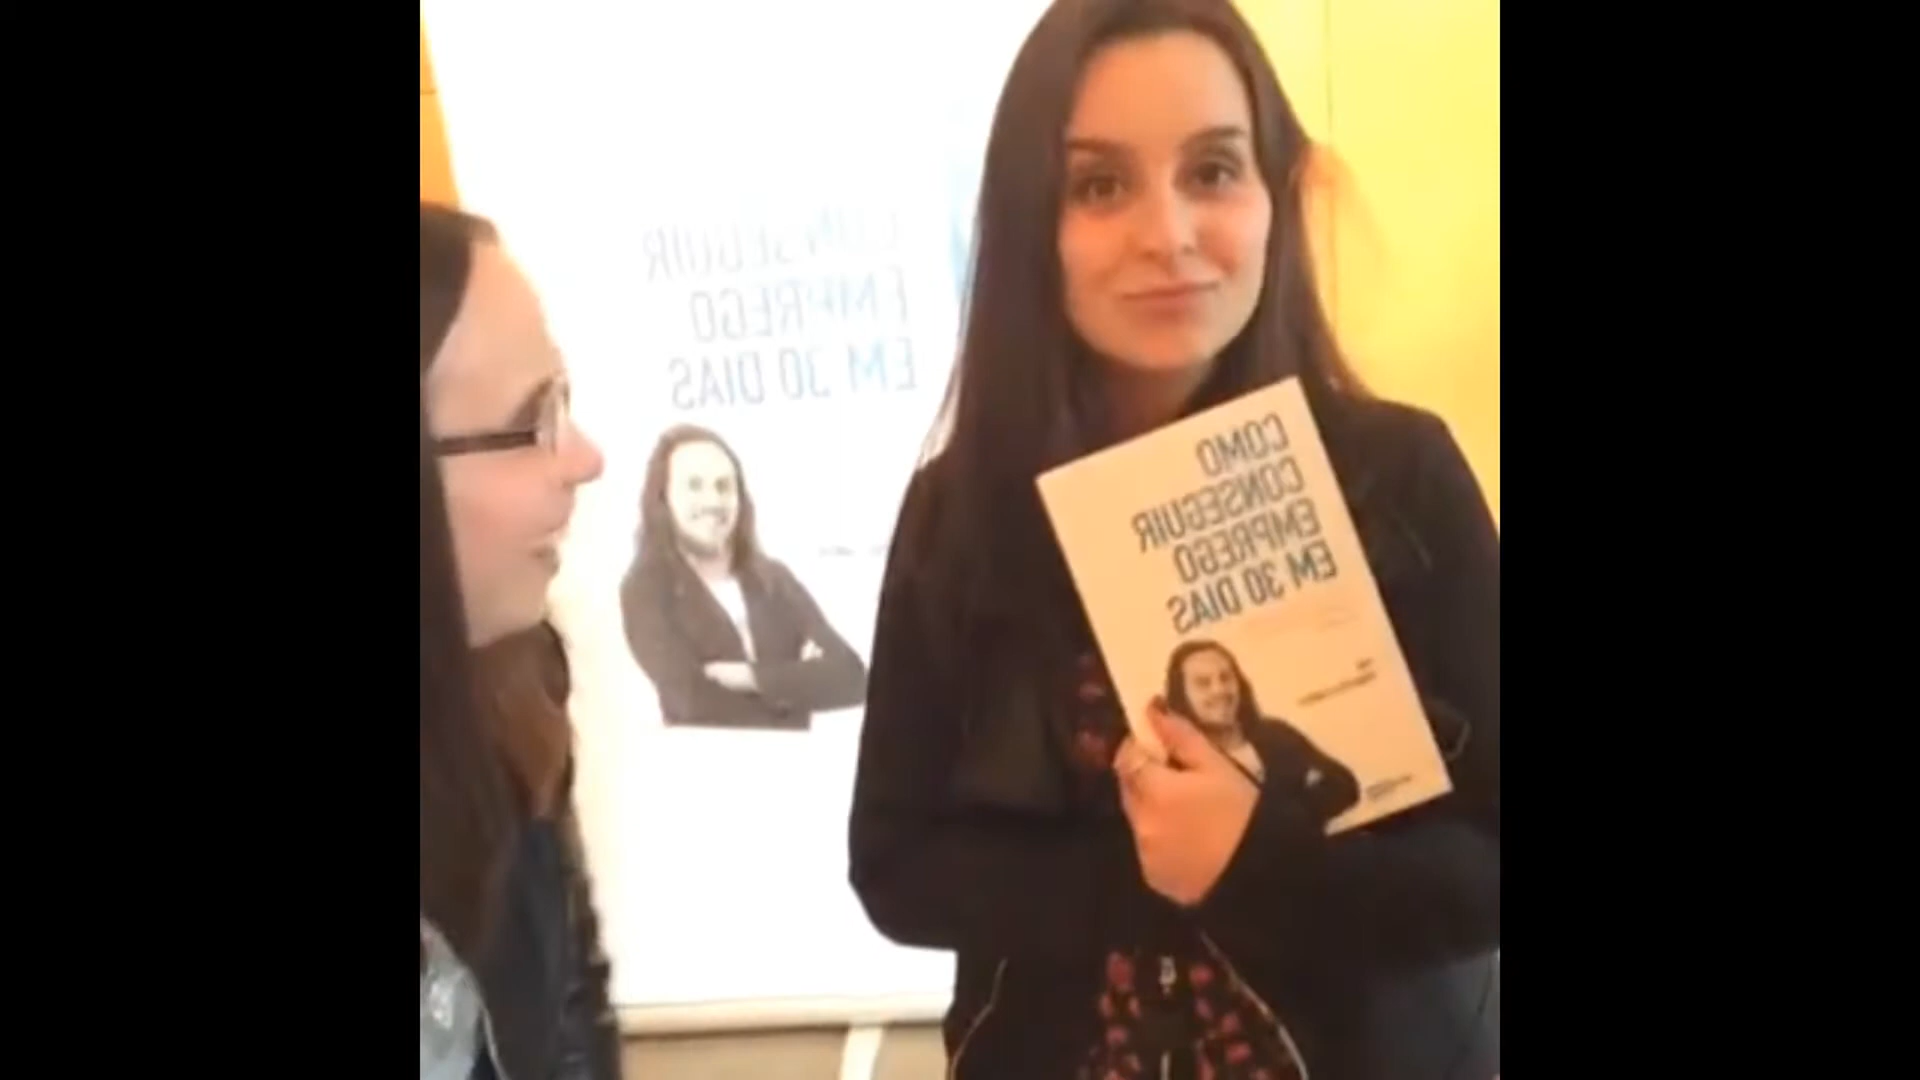 CONSEGUIR
EMPREGO
EM 30 DIAS
COMO
CONSEGUIR
EMPREGO
EM 30 DIAS